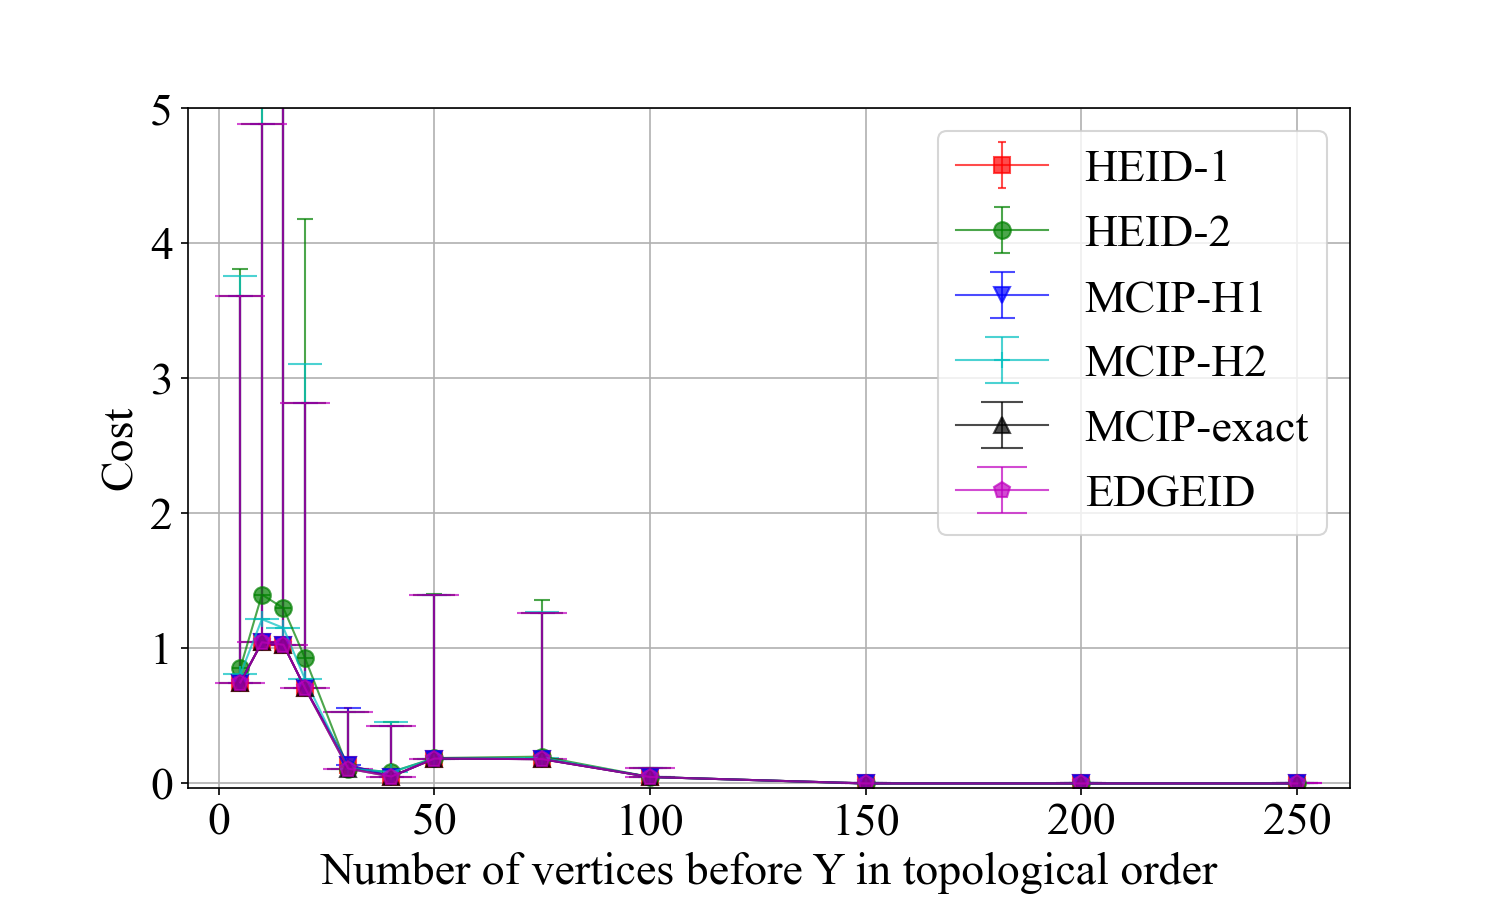 5
4
3
2
1
0
Cost
HEID-1
HEID-2
MCIP-H1
MCIP-H2
MCIP-exact
EDGEID
0 50 100 150 200 250
Number of vertices before Y in topological order